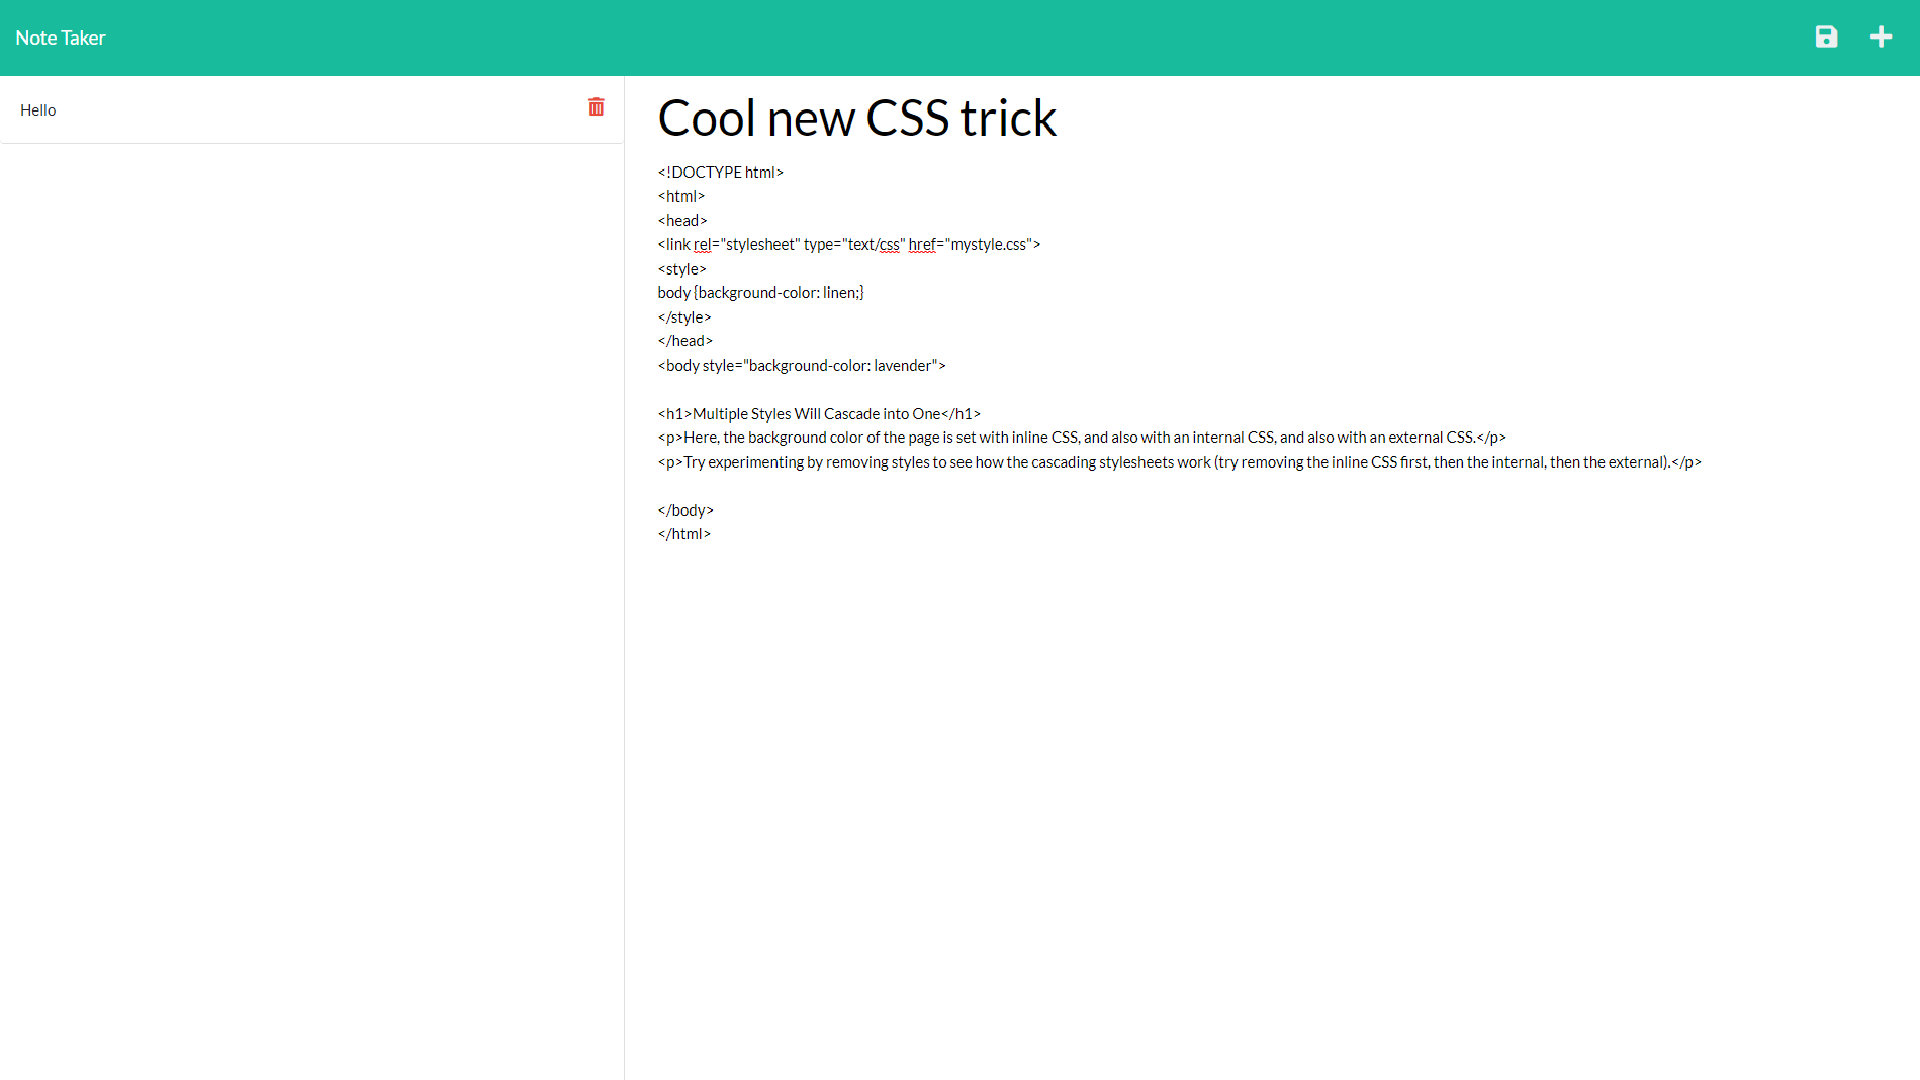 Note Taker
Hello
Cool new CSS trick
<!DOCTYPE html>
<html>
<head>
<link rel="stylesheet" type="text/css" href="mystyle.css">
<style>
body {background-color: linen;}
</style>
</head>
<body style="background-color: lavender">

<h1>Multiple Styles Will Cascade into One</h1>
<p>Here, the background color of the page is set with inline CSS, and also with an internal CSS, and also with an external CSS.</p>
<p>Try experimenting by removing styles to see how the cascading stylesheets work (try removing the inline CSS first, then the internal, then the external).</p>

</body>
</html>